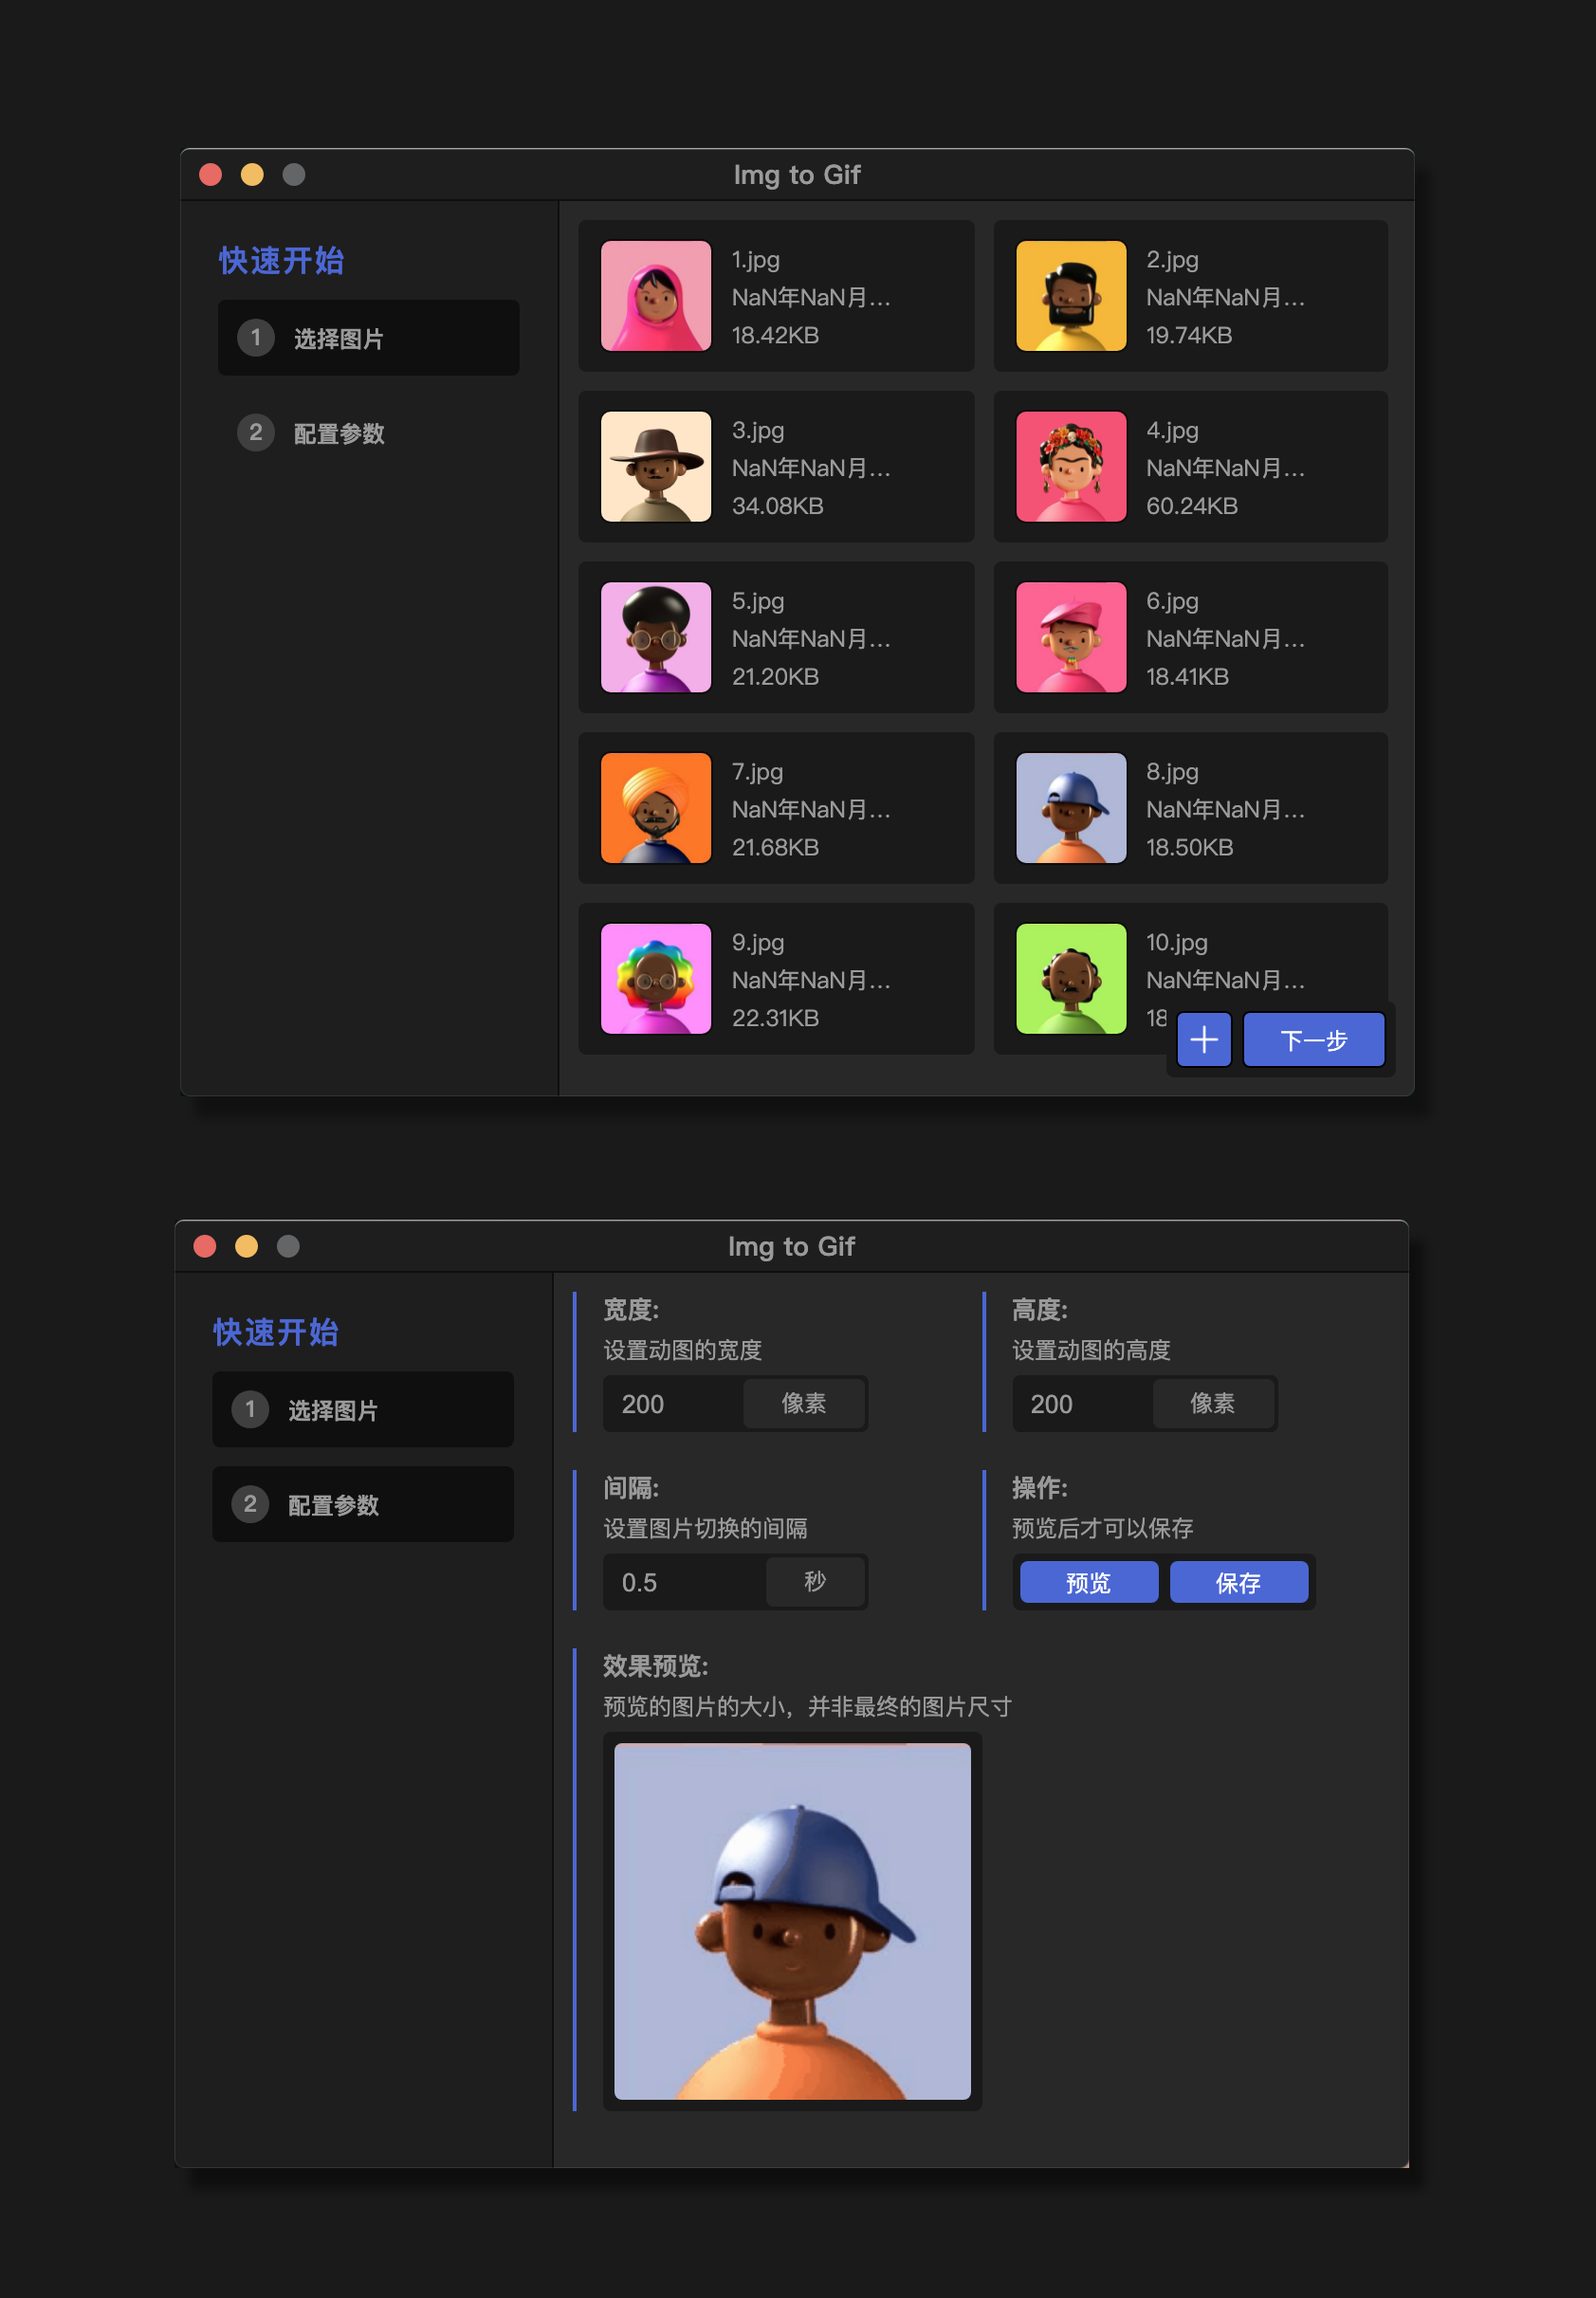 Img to Gif
快速开始
1 选择图片
2 配置参数
1.jpg
NaN年NaN月...
18.42KB
2.jpg
NaN年NaN月...
19.74KB
3.jpg
NaN年NaN月...
34.08KB
4.jpg
NaN年NaN月...
60.24KB
5.jpg
NaN年NaN月...
21.20KB
6.jpg
NaN年NaN月...
18.41KB
7.jpg
NaN年NaN月...
21.68KB
8.jpg
NaN年NaN月...
18.50KB
9.jpg
NaN年NaN月...
22.31KB
10.jpg
NaN年NaN月...
18
下一步
Img to Gif
快速开始
1 选择图片
2 配置参数
宽度:
设置动图的宽度
200 像素
高度:
设置动图的高度
200 像素
间隔:
设置图片切换的间隔
0.5 秒
操作:
预览后才可以保存
预览 保存
效果预览:
预览的图片的大小，并非最终的图片尺寸